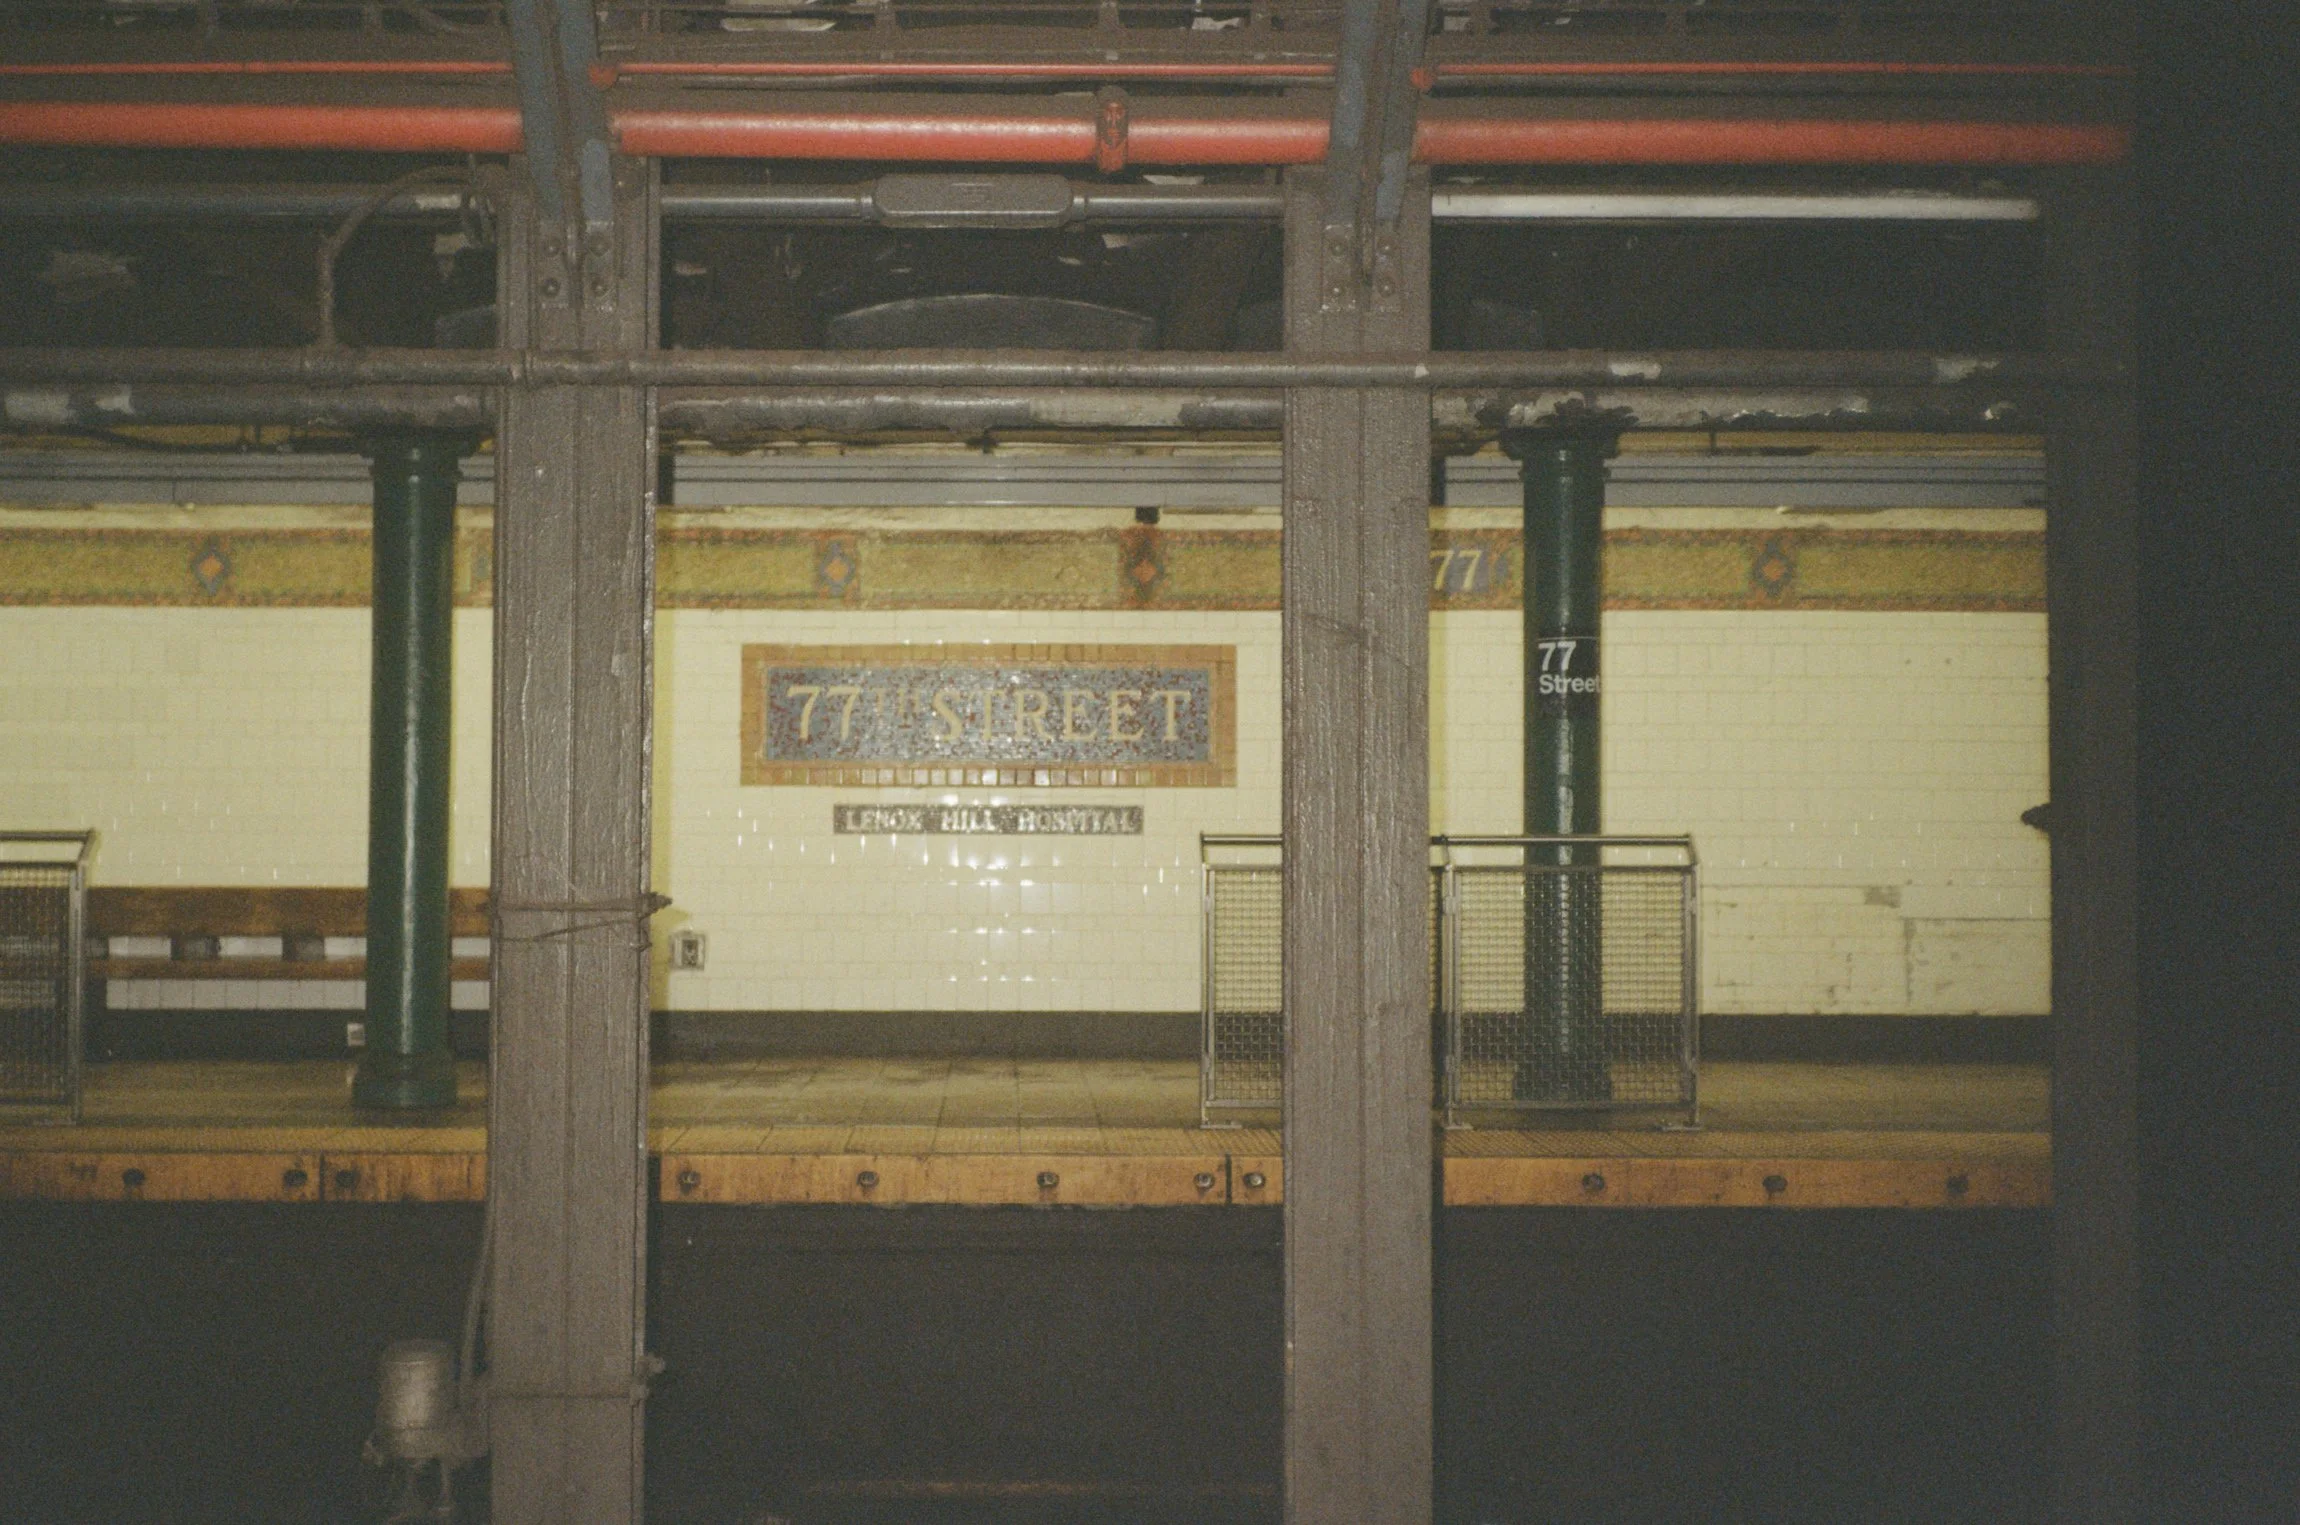 77
77TH STREET
77
Street
LENOX HILL HOSPITAL